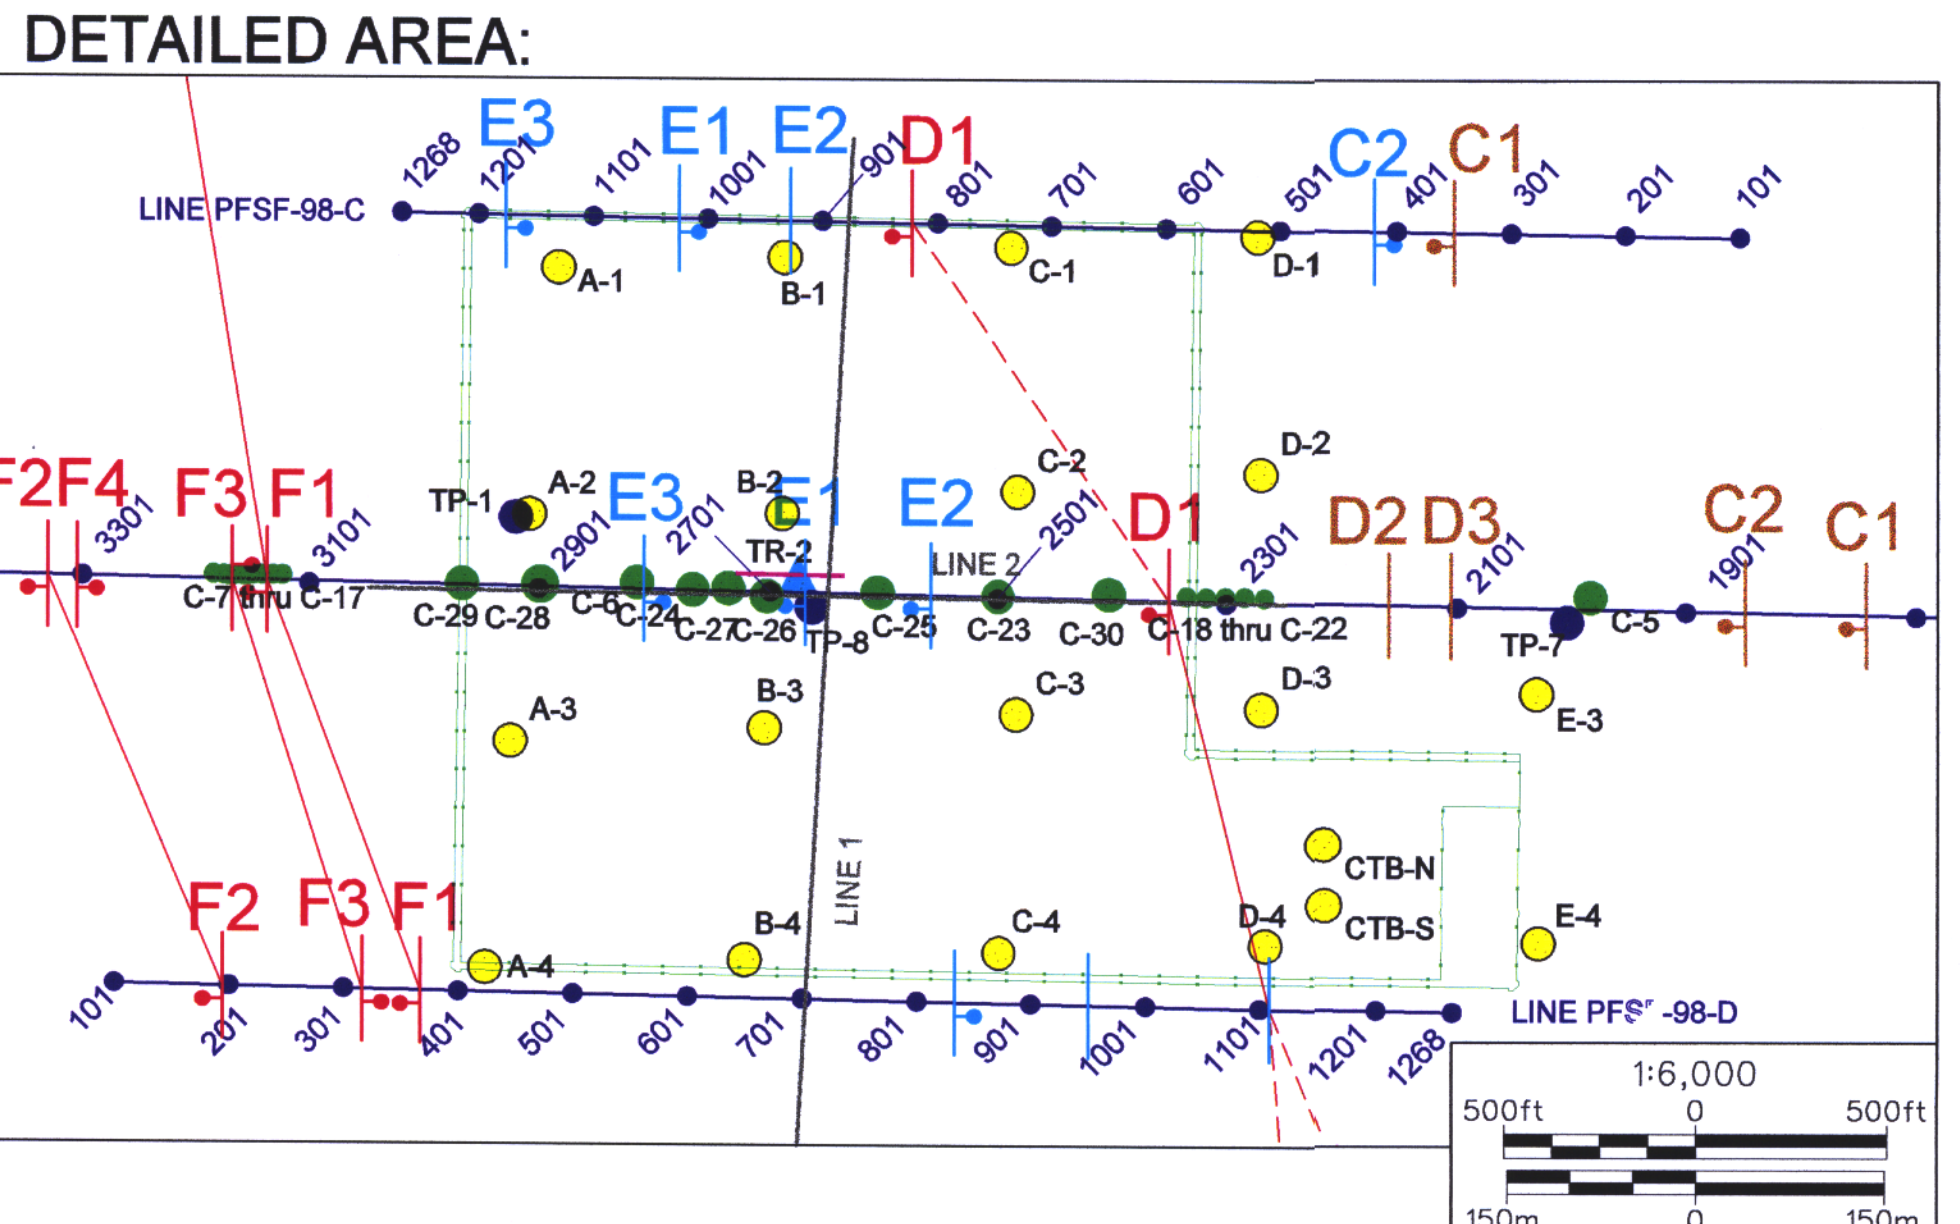 DETAILED AREA:
E3 E1 E2 D1 C2 C1
1268 1201 1101 1001 901 801 701 601 501 401 301 201 101
LINE PFSF-98-C
A-1 B-1 C-1 D-1
F2 F4 F3 F1 E3 E1 E2 D1 D2 D3 C2 C1
TP-1 A-2 B-2 C-2 D-2
3301 3101 2901 2701 2501 2301 2101 1901
TR-2 LINE 2
C-7 thru C-17 C-29 C-28 C-6 C-24 C-27 C-26 TP-8 C-25 C-23 C-30 C-18 thru C-22 TP-7 C-5
A-3 B-3 C-3 D-3 E-3
LINE 1
CTB-N
CTB-S
F2 F3 F1
A-4 B-4 C-4 D-4 E-4
101 201 301 401 501 601 701 801 901 1001 1101 1201 1268
LINE PFSF-98-D
1:6,000
500ft 0 500ft
150m 0 150m